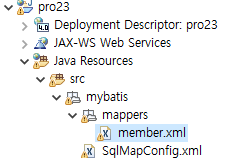 pro23
Deployment Descriptor: pro23
JAX-WS Web Services
Java Resources
src
mybatis
mappers
member.xml
SqlMapConfig.xml